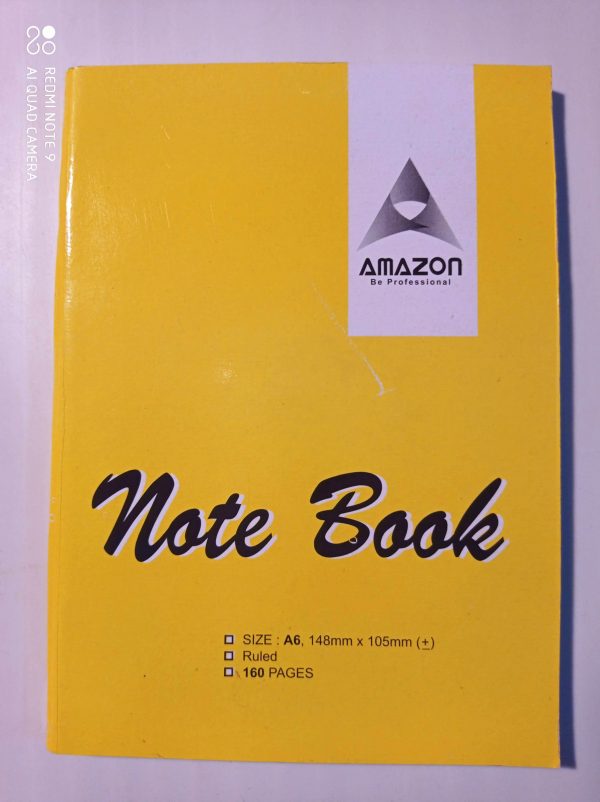 REDMI NOTE 9
AI QUAD CAMERA
AMAZON
Be Professional
Note Book
SIZE : A6, 148mm x 105mm (±)
Ruled
160 PAGES